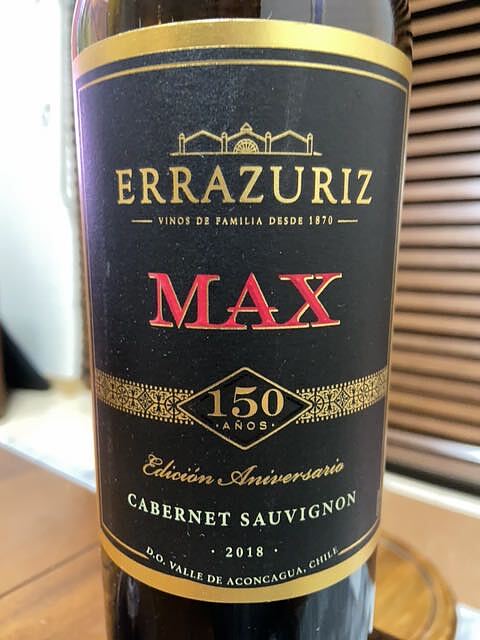 ERRAZURIZ
VINOS DE FAMILIA DESDE 1870
MAX
150
·AÑOS·
Edición Aniversario
CABERNET SAUVIGNON
· 2018 ·
D.O. VALLE DE ACONCAGUA, CHILE